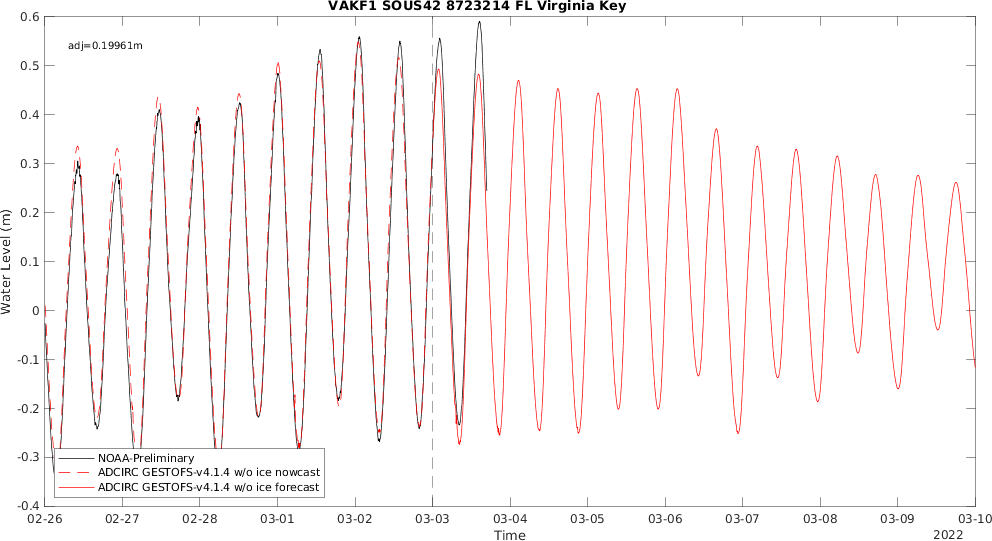 VAKF1 SOUS42 8723214 FL Virginia Key
adj=0.19961m
Water Level (m)
0.6
0.5
0.4
0.3
0.2
0.1
0
-0.1
-0.2
-0.3
-0.4
NOAA-Preliminary
ADCIRC GESTOFS-v4.1.4 w/o ice nowcast
ADCIRC GESTOFS-v4.1.4 w/o ice forecast
02-26 02-27 02-28 03-01 03-02 03-03 03-04 03-05 03-06 03-07 03-08 03-09 03-10
Time
2022